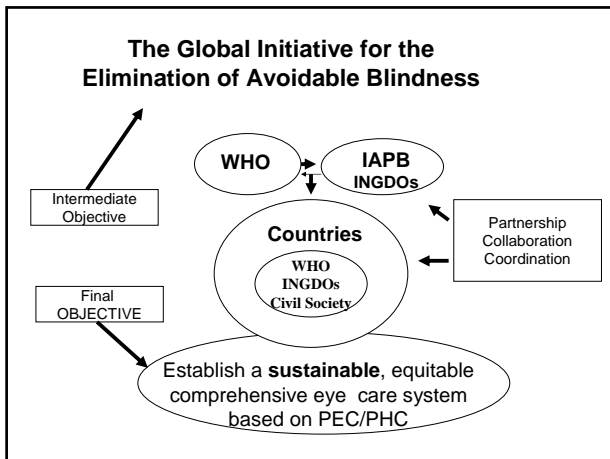 The Global Initiative for the
Elimination of Avoidable Blindness
WHO
IAPB
INGDOs
Intermediate
Objective
Countries
Partnership
Collaboration
Coordination
WHO
INGDOs
Civil Society
Final
OBJECTIVE
Establish a sustainable, equitable
comprehensive eye care system
based on PEC/PHC